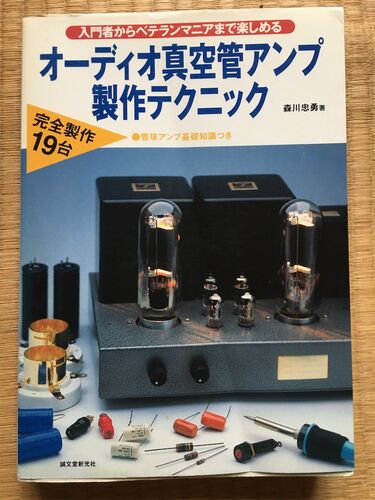 入門者からベテランマニアまで楽しめる
オーディオ真空管アンプ
製作テクニック
森川忠勇著
完全製作
19台
●管球アンプ基礎知識つき
誠文堂新光社